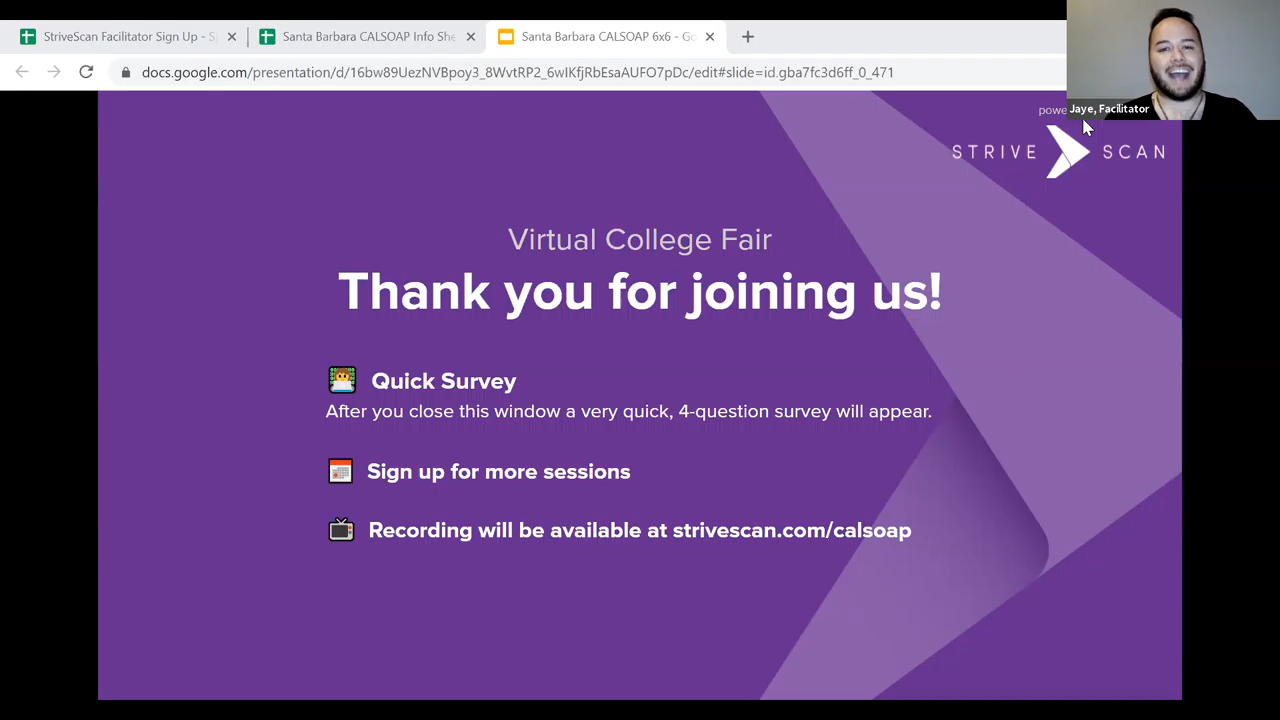 StriveScan Facilitator Sign Up - S
Santa Barbara CALSOAP Info She
Santa Barbara CALSOAP 6x6 - Go
docs.google.com/presentation/d/16bw89UezNVBpoy3_3WvtRP2_6wIKfjRbEsaAUFO7pDc/edit#slide=id.gba7fc3d6ff_0_471
Jaye, Facilitator
STRIVE SCAN
Virtual College Fair
Thank you for joining us!
Quick Survey
After you close this window a very quick, 4-question survey will appear.
Sign up for more sessions
Recording will be available at strivescan.com/calsoap